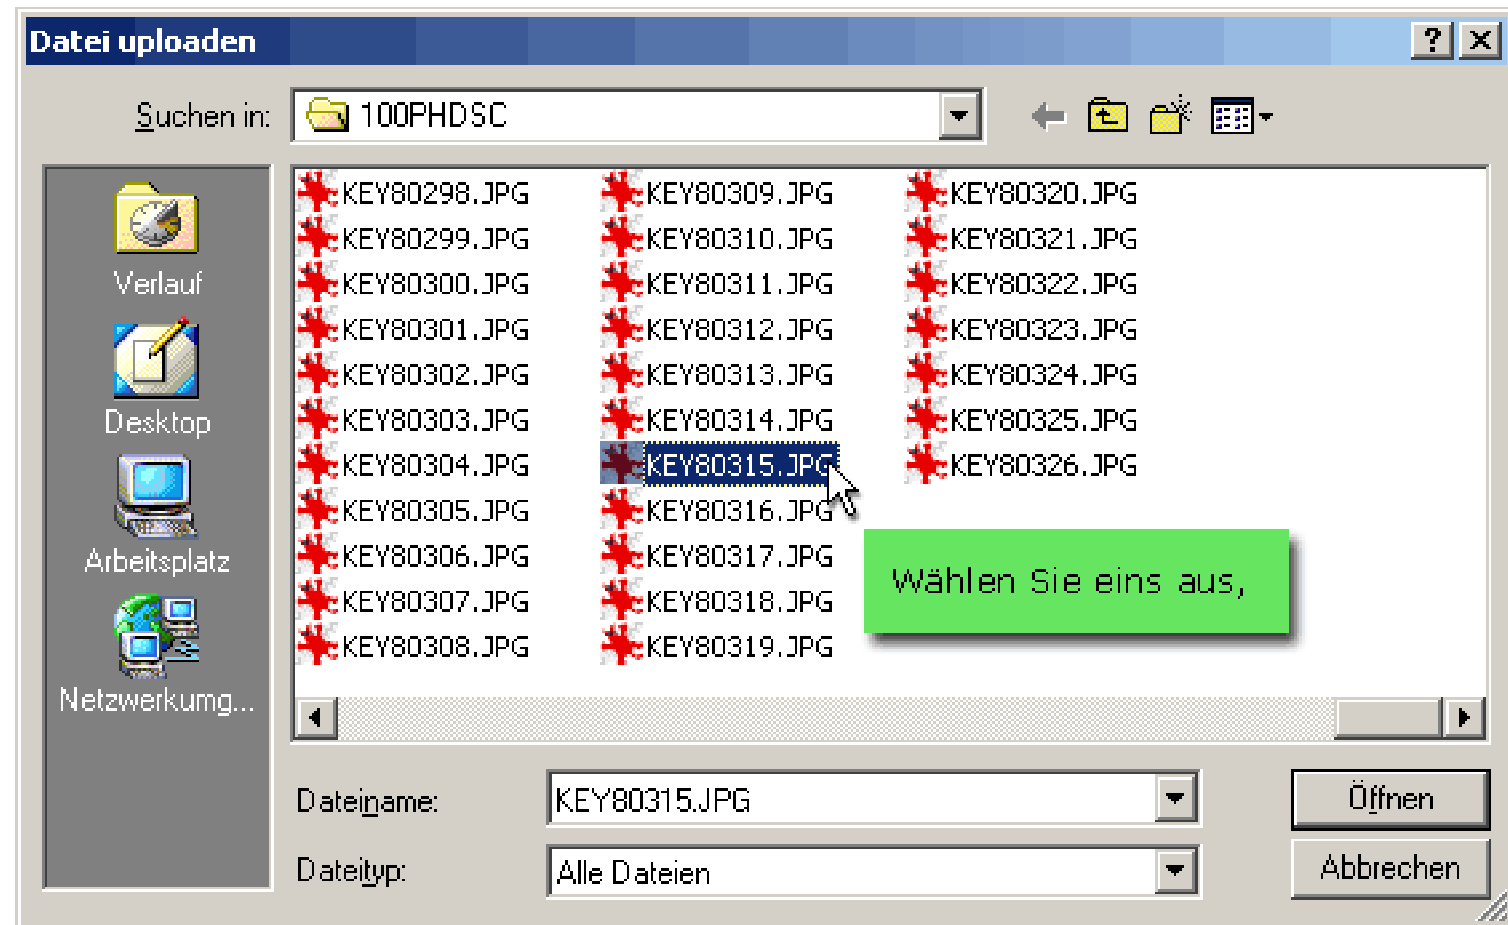 Datei uploaden
Suchen in: 100PHDSC
Verlauf
Desktop
Arbeitsplatz
Netzwerkumg...
KEY80298.JPG
KEY80299.JPG
KEY80300.JPG
KEY80301.JPG
KEY80302.JPG
KEY80303.JPG
KEY80304.JPG
KEY80305.JPG
KEY80306.JPG
KEY80307.JPG
KEY80308.JPG
KEY80309.JPG
KEY80310.JPG
KEY80311.JPG
KEY80312.JPG
KEY80313.JPG
KEY80314.JPG
KEY80315.JPG
KEY80316.JPG
KEY80317.JPG
KEY80318.JPG
KEY80319.JPG
KEY80320.JPG
KEY80321.JPG
KEY80322.JPG
KEY80323.JPG
KEY80324.JPG
KEY80325.JPG
KEY80326.JPG
Wählen Sie eins aus,
Dateiname: KEY80315.JPG Öffnen
Dateityp: Alle Dateien Abbrechen